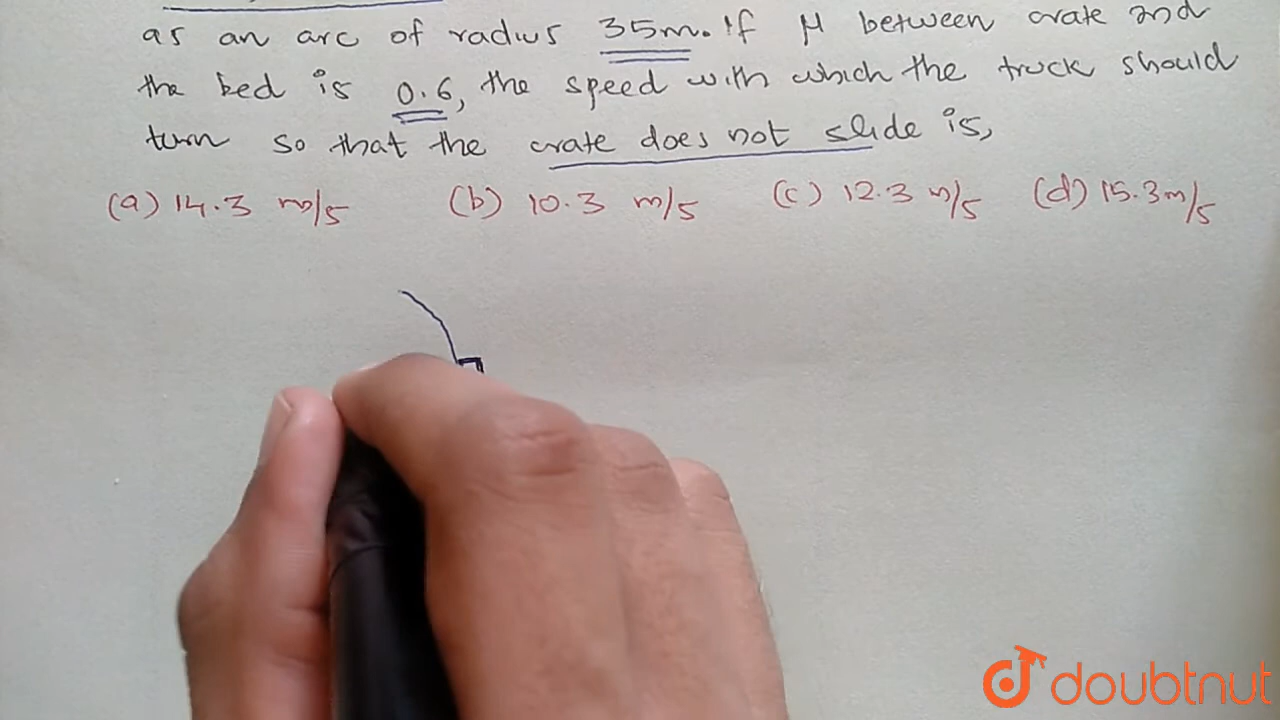 as an arc of radius 35m. If μ between crate and
the bed is 0.6, the speed with which the truck should
turn so that the crate does not slide is,
(a) 14.3 m/s (b) 10.3 m/s (c) 12.3 m/s (d) 15.3 m/s
doubtnut